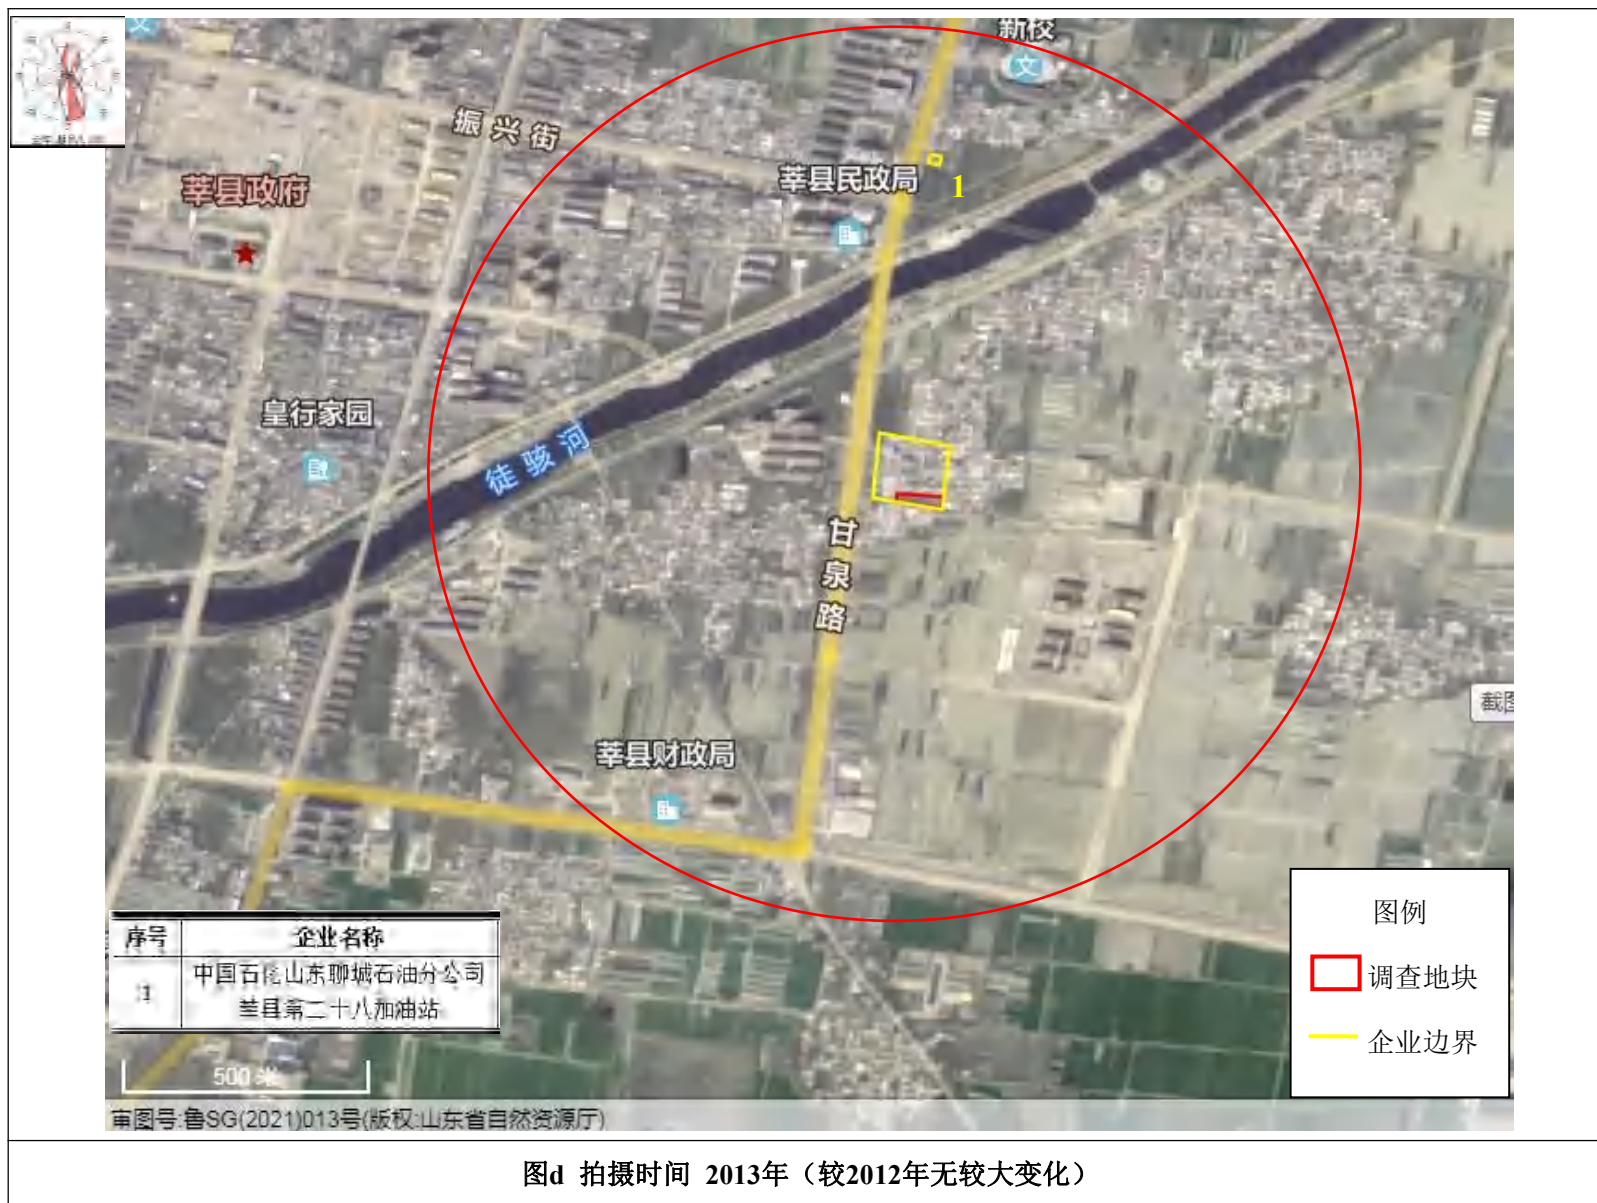 新校
文
文
振兴街
莘县民政局
1
莘县政府
皇行家园
徒骇河
甘泉路
截图
莘县财政局
序号 企业名称
1 中国石化山东聊城石油分公司
莘县第二十八加油站
图例
调查地块
企业边界
500 米
审图号:鲁SG(2021)013号(版权:山东省自然资源厅)
图d 拍摄时间 2013年（较2012年无较大变化）